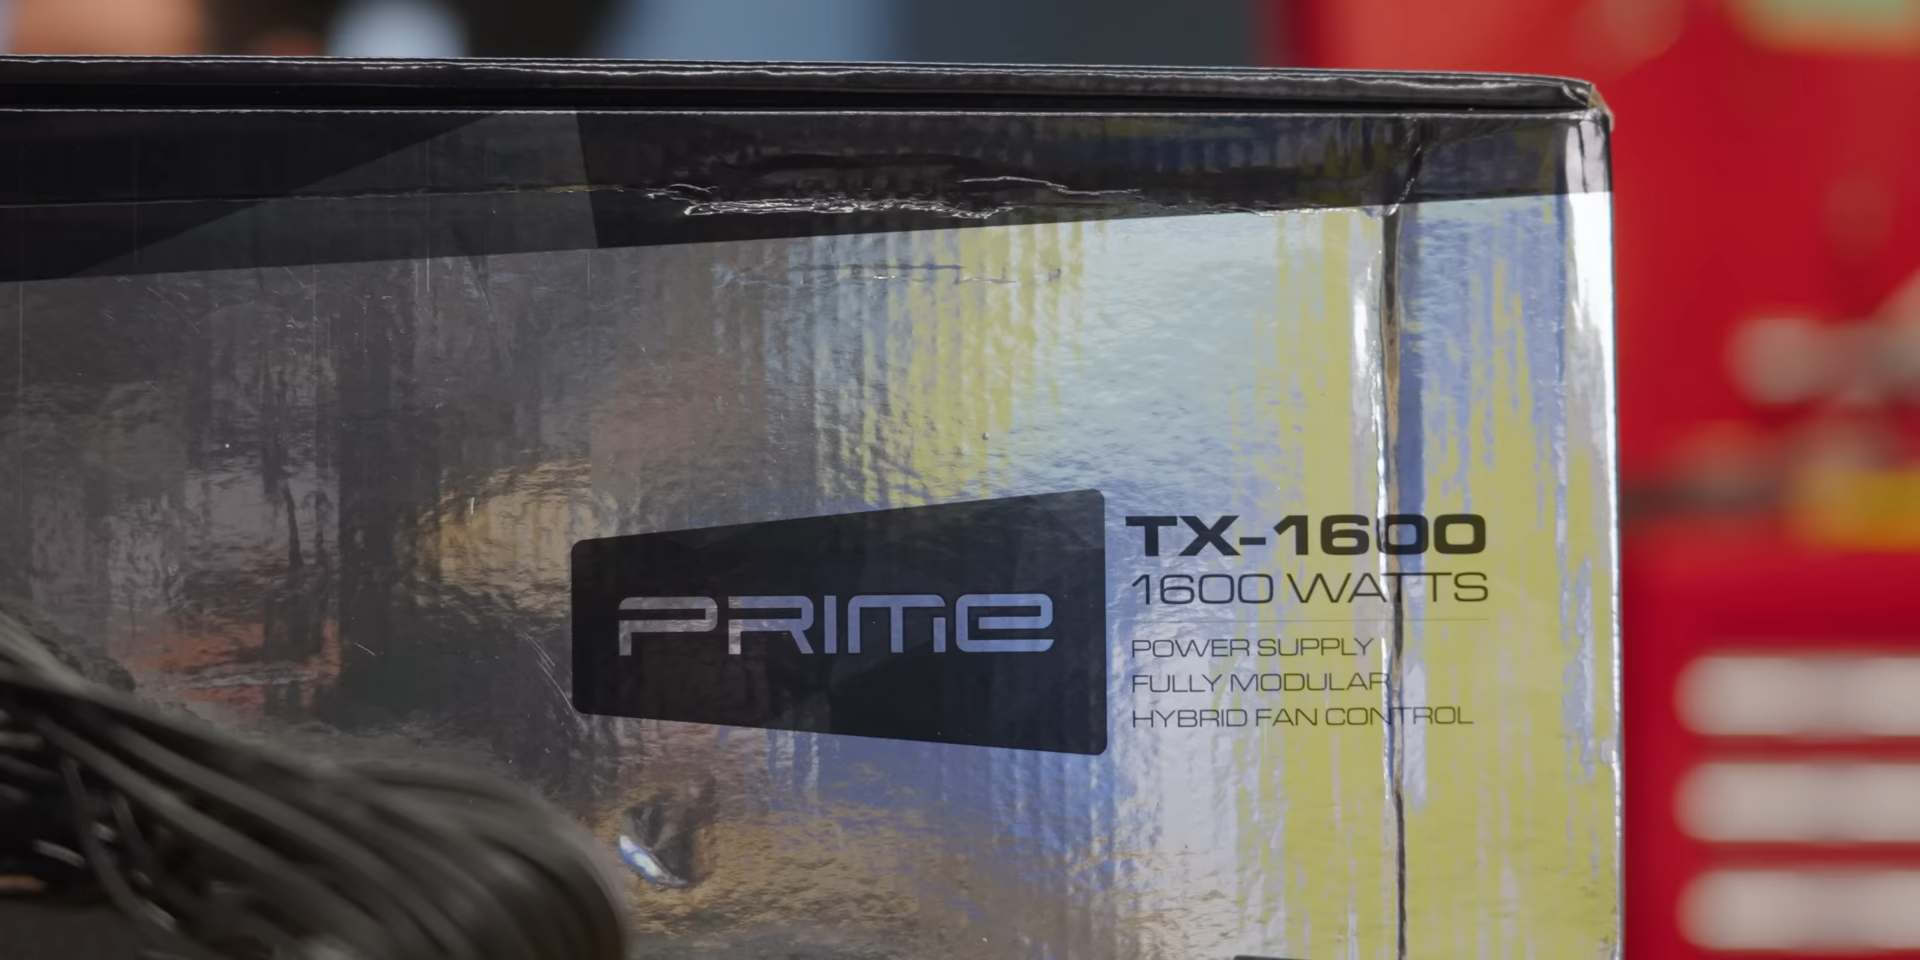 PRIME
TX-1600
1600 WATTS
POWER SUPPLY
FULLY MODULAR
HYBRID FAN CONTROL